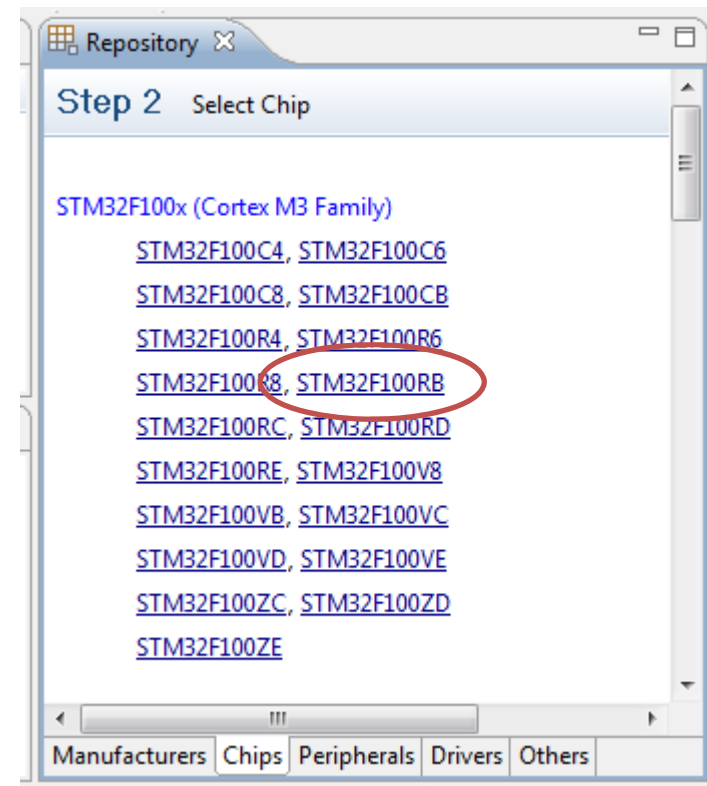 Repository
Step 2 Select Chip
STM32F100x (Cortex M3 Family)
STM32F100C4, STM32F100C6
STM32F100C8, STM32F100CB
STM32F100R4, STM32F100R6
STM32F100R8, STM32F100RB
STM32F100RC, STM32F100RD
STM32F100RE, STM32F100V8
STM32F100VB, STM32F100VC
STM32F100VD, STM32F100VE
STM32F100ZC, STM32F100ZD
STM32F100ZE
Manufacturers Chips Peripherals Drivers Others